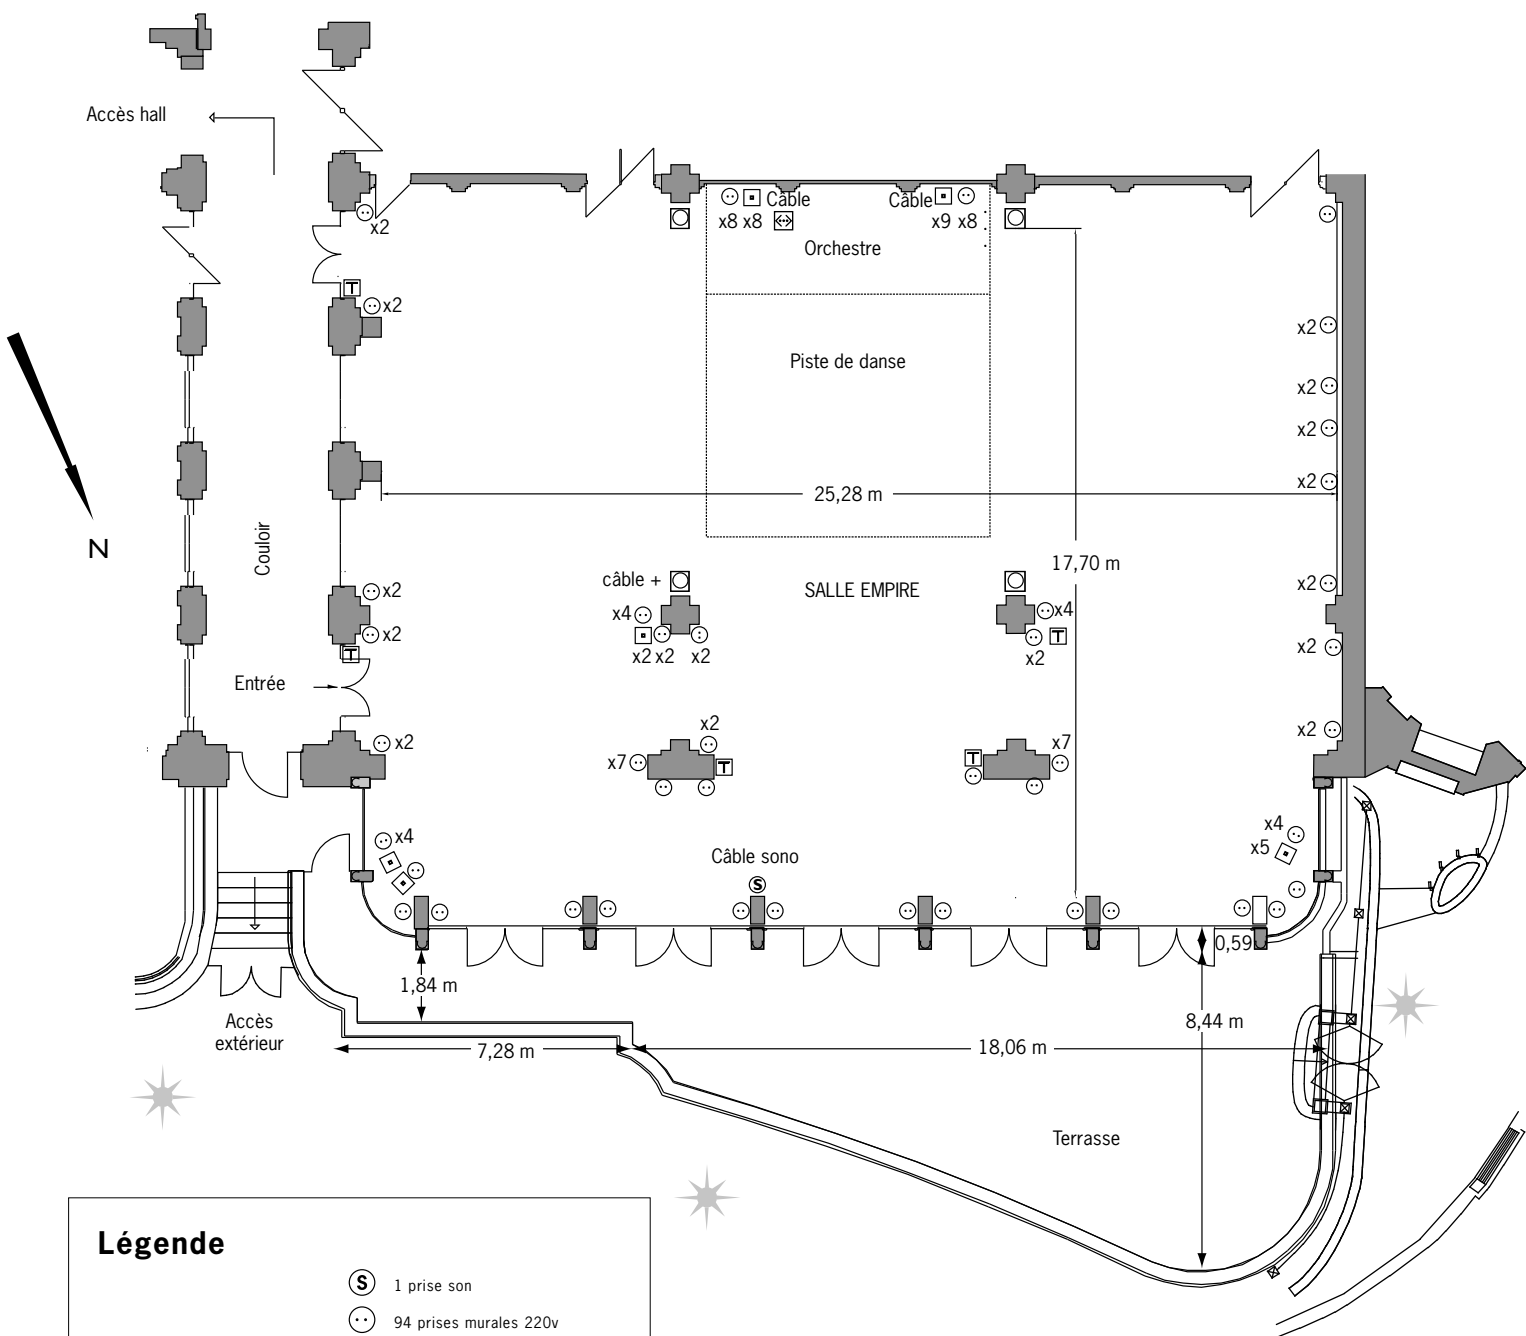 Accès hall
x2
x8 x8
Câble
Câble
x9 x8
Orchestre
T
x2
x2
Piste de danse
x2
x2
x2
25,28 m
N
Couloir
17,70 m
câble +
SALLE EMPIRE
x2
x2
x4
x4
x2
x2 x2
x2
T
x2
x2
T
Entrée
x2
x2
x2
x7
T
T
x7
x4
x4
x5
Câble sono
S
0,59
1,84 m
Accès
extérieur
8,44 m
7,28 m
18,06 m
Terrasse
Légende
S 1 prise son
94 prises murales 220v